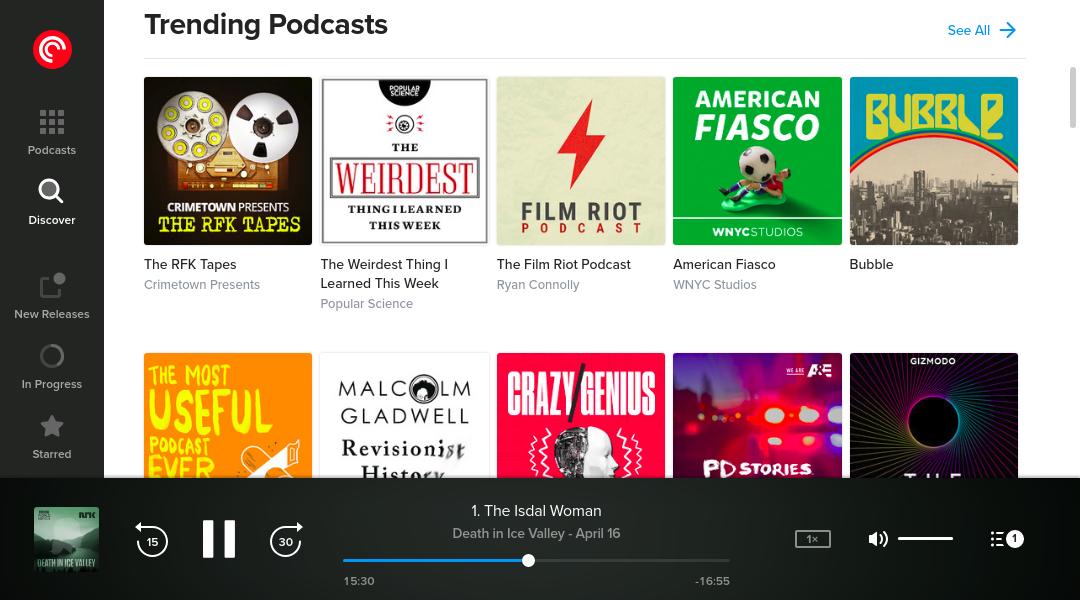 Trending Podcasts
See All
Podcasts
Discover
New Releases
In Progress
Starred
CRIMETOWN PRESENTS
THE RFK TAPES
POPULAR
SCIENCE
THE
WEIRDEST
THING I LEARNED
THIS WEEK
FILM RIOT
PODCAST
AMERICAN
FIASCO
WNYC STUDIOS
BUBBLE
The RFK Tapes
Crimetown Presents
The Weirdest Thing I
Learned This Week
Popular Science
The Film Riot Podcast
Ryan Connolly
American Fiasco
WNYC Studios
Bubble
THE MOST
USEFUL
PODCAST
EVER
MALCOLM
GLADWELL
Revisionist
History
CRAZY/GENIUS
WE ARE A&E
PD STORIES
GIZMODO
THE
NRK
DEATH IN ICE VALLEY
15
30
1. The Isdal Woman
Death in Ice Valley - April 16
15:30
-16:55
1×
1